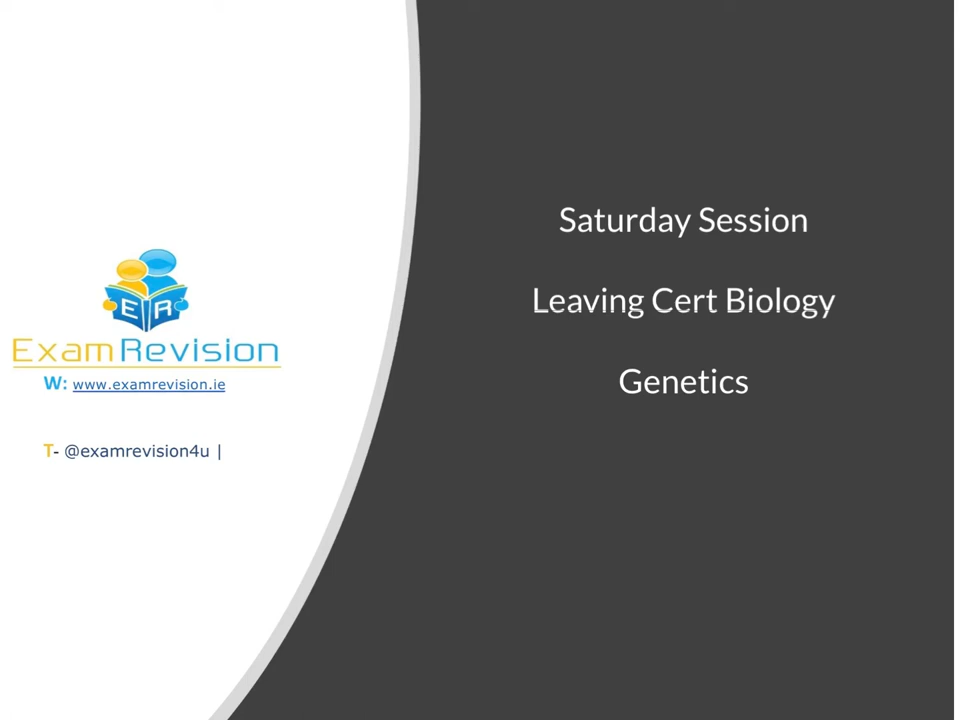 E R
ExamRevision
W: www.examrevision.ie
T- @examrevision4u |
Saturday Session
Leaving Cert Biology
Genetics